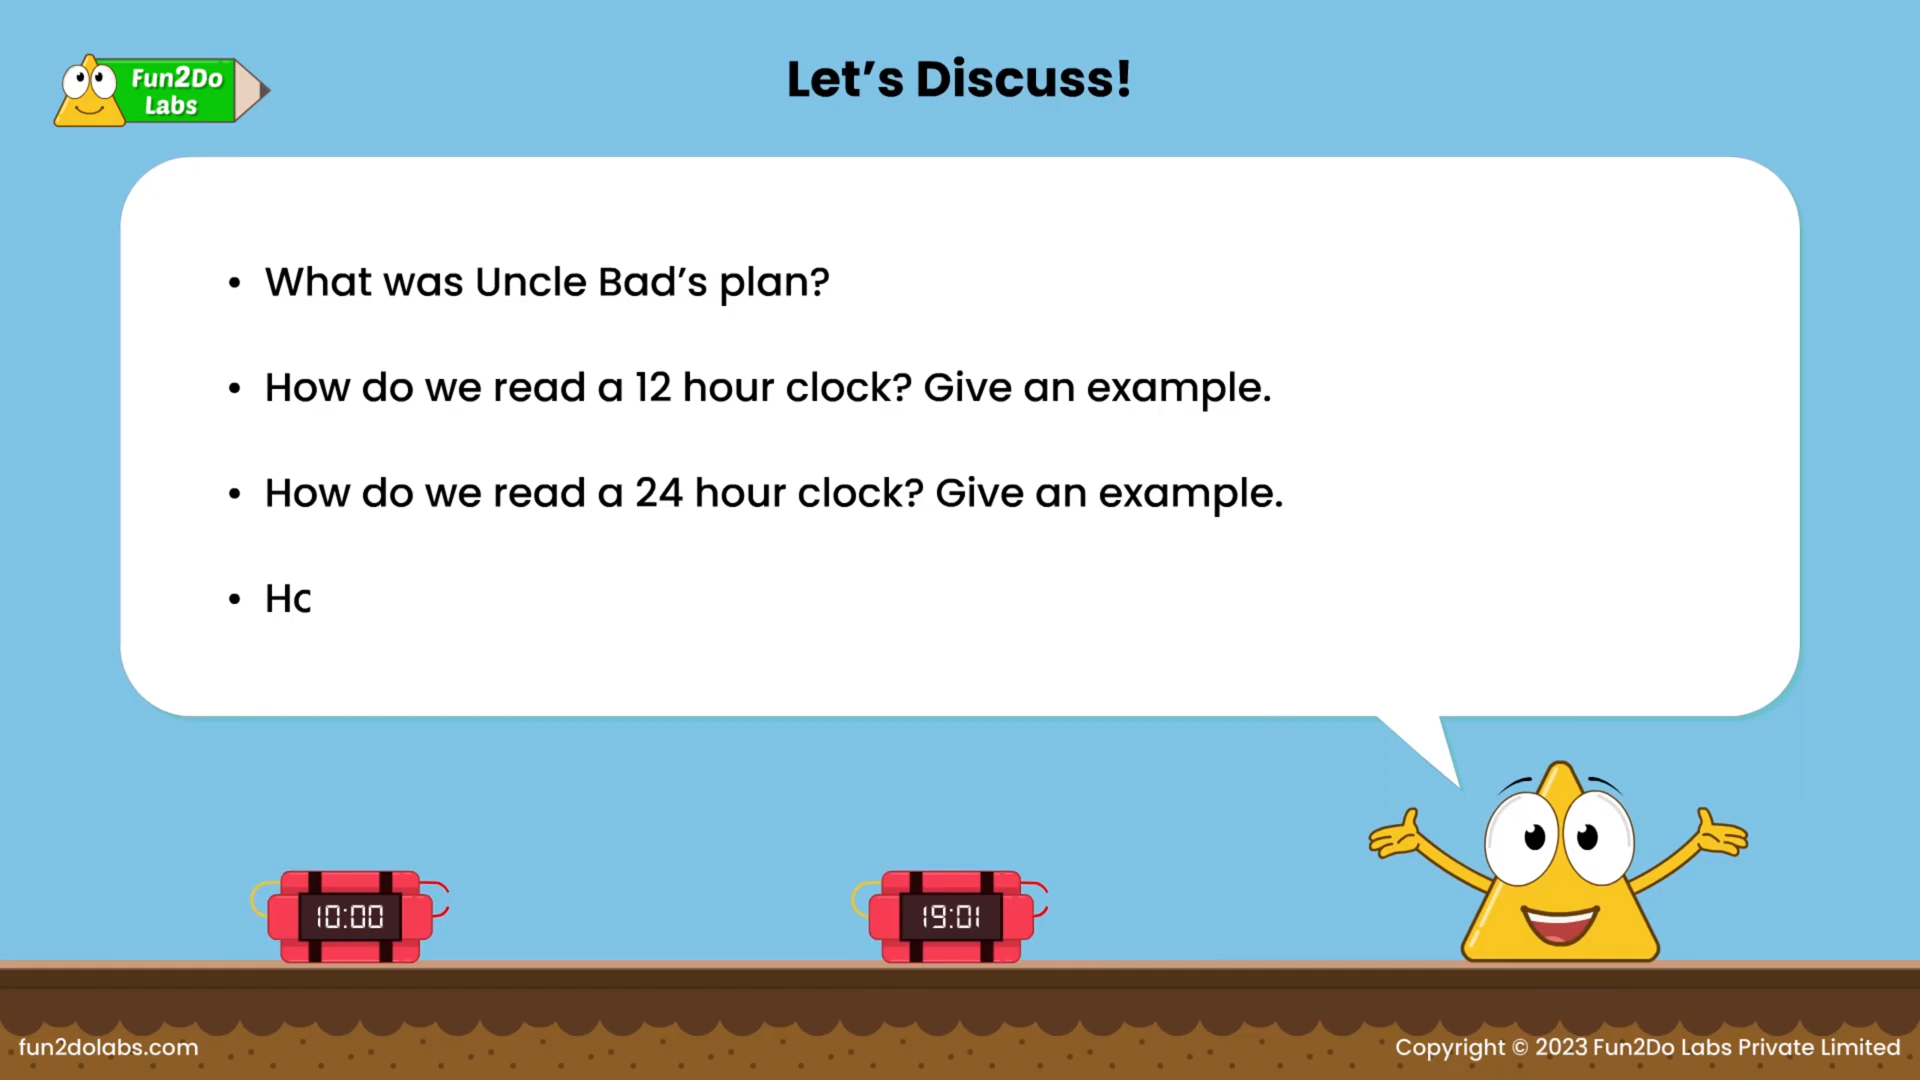 Fun2Do
Labs
Let’s Discuss!
• What was Uncle Bad’s plan?
• How do we read a 12 hour clock? Give an example.
• How do we read a 24 hour clock? Give an example.
• Ho
10:00
19:01
fun2dolabs.com
Copyright © 2023 Fun2Do Labs Private Limited